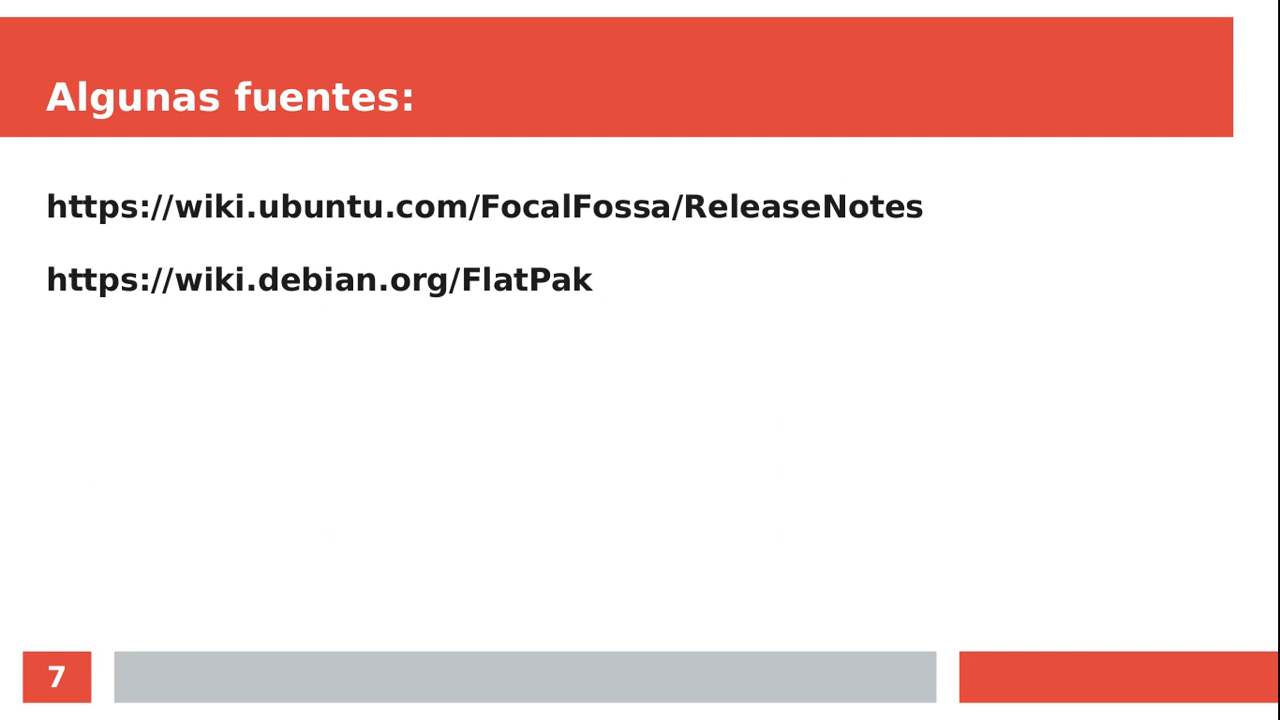 Algunas fuentes:
https://wiki.ubuntu.com/FocalFossa/ReleaseNotes
https://wiki.debian.org/FlatPak
7